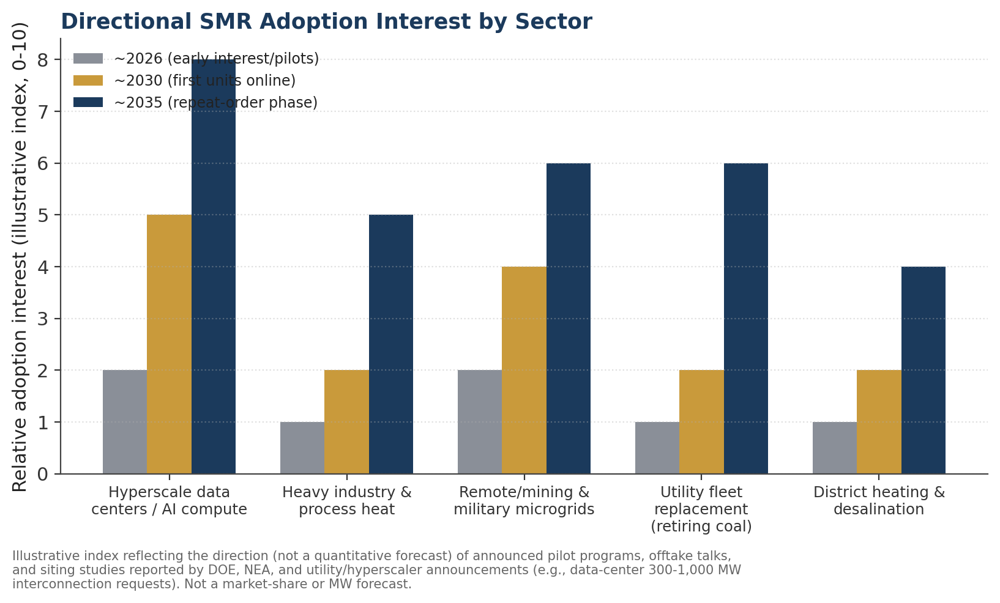 Directional SMR Adoption Interest by Sector
Relative adoption interest (illustrative index, 0-10)
8
7
6
5
4
3
2
1
0
~2026 (early interest/pilots)
~2030 (first units online)
~2035 (repeat-order phase)
Hyperscale data
centers / AI compute
Heavy industry &
process heat
Remote/mining &
military microgrids
Utility fleet
replacement
(retiring coal)
District heating &
desalination
Illustrative index reflecting the direction (not a quantitative forecast) of announced pilot programs, offtake talks,
and siting studies reported by DOE, NEA, and utility/hyperscaler announcements (e.g., data-center 300-1,000 MW
interconnection requests). Not a market-share or MW forecast.